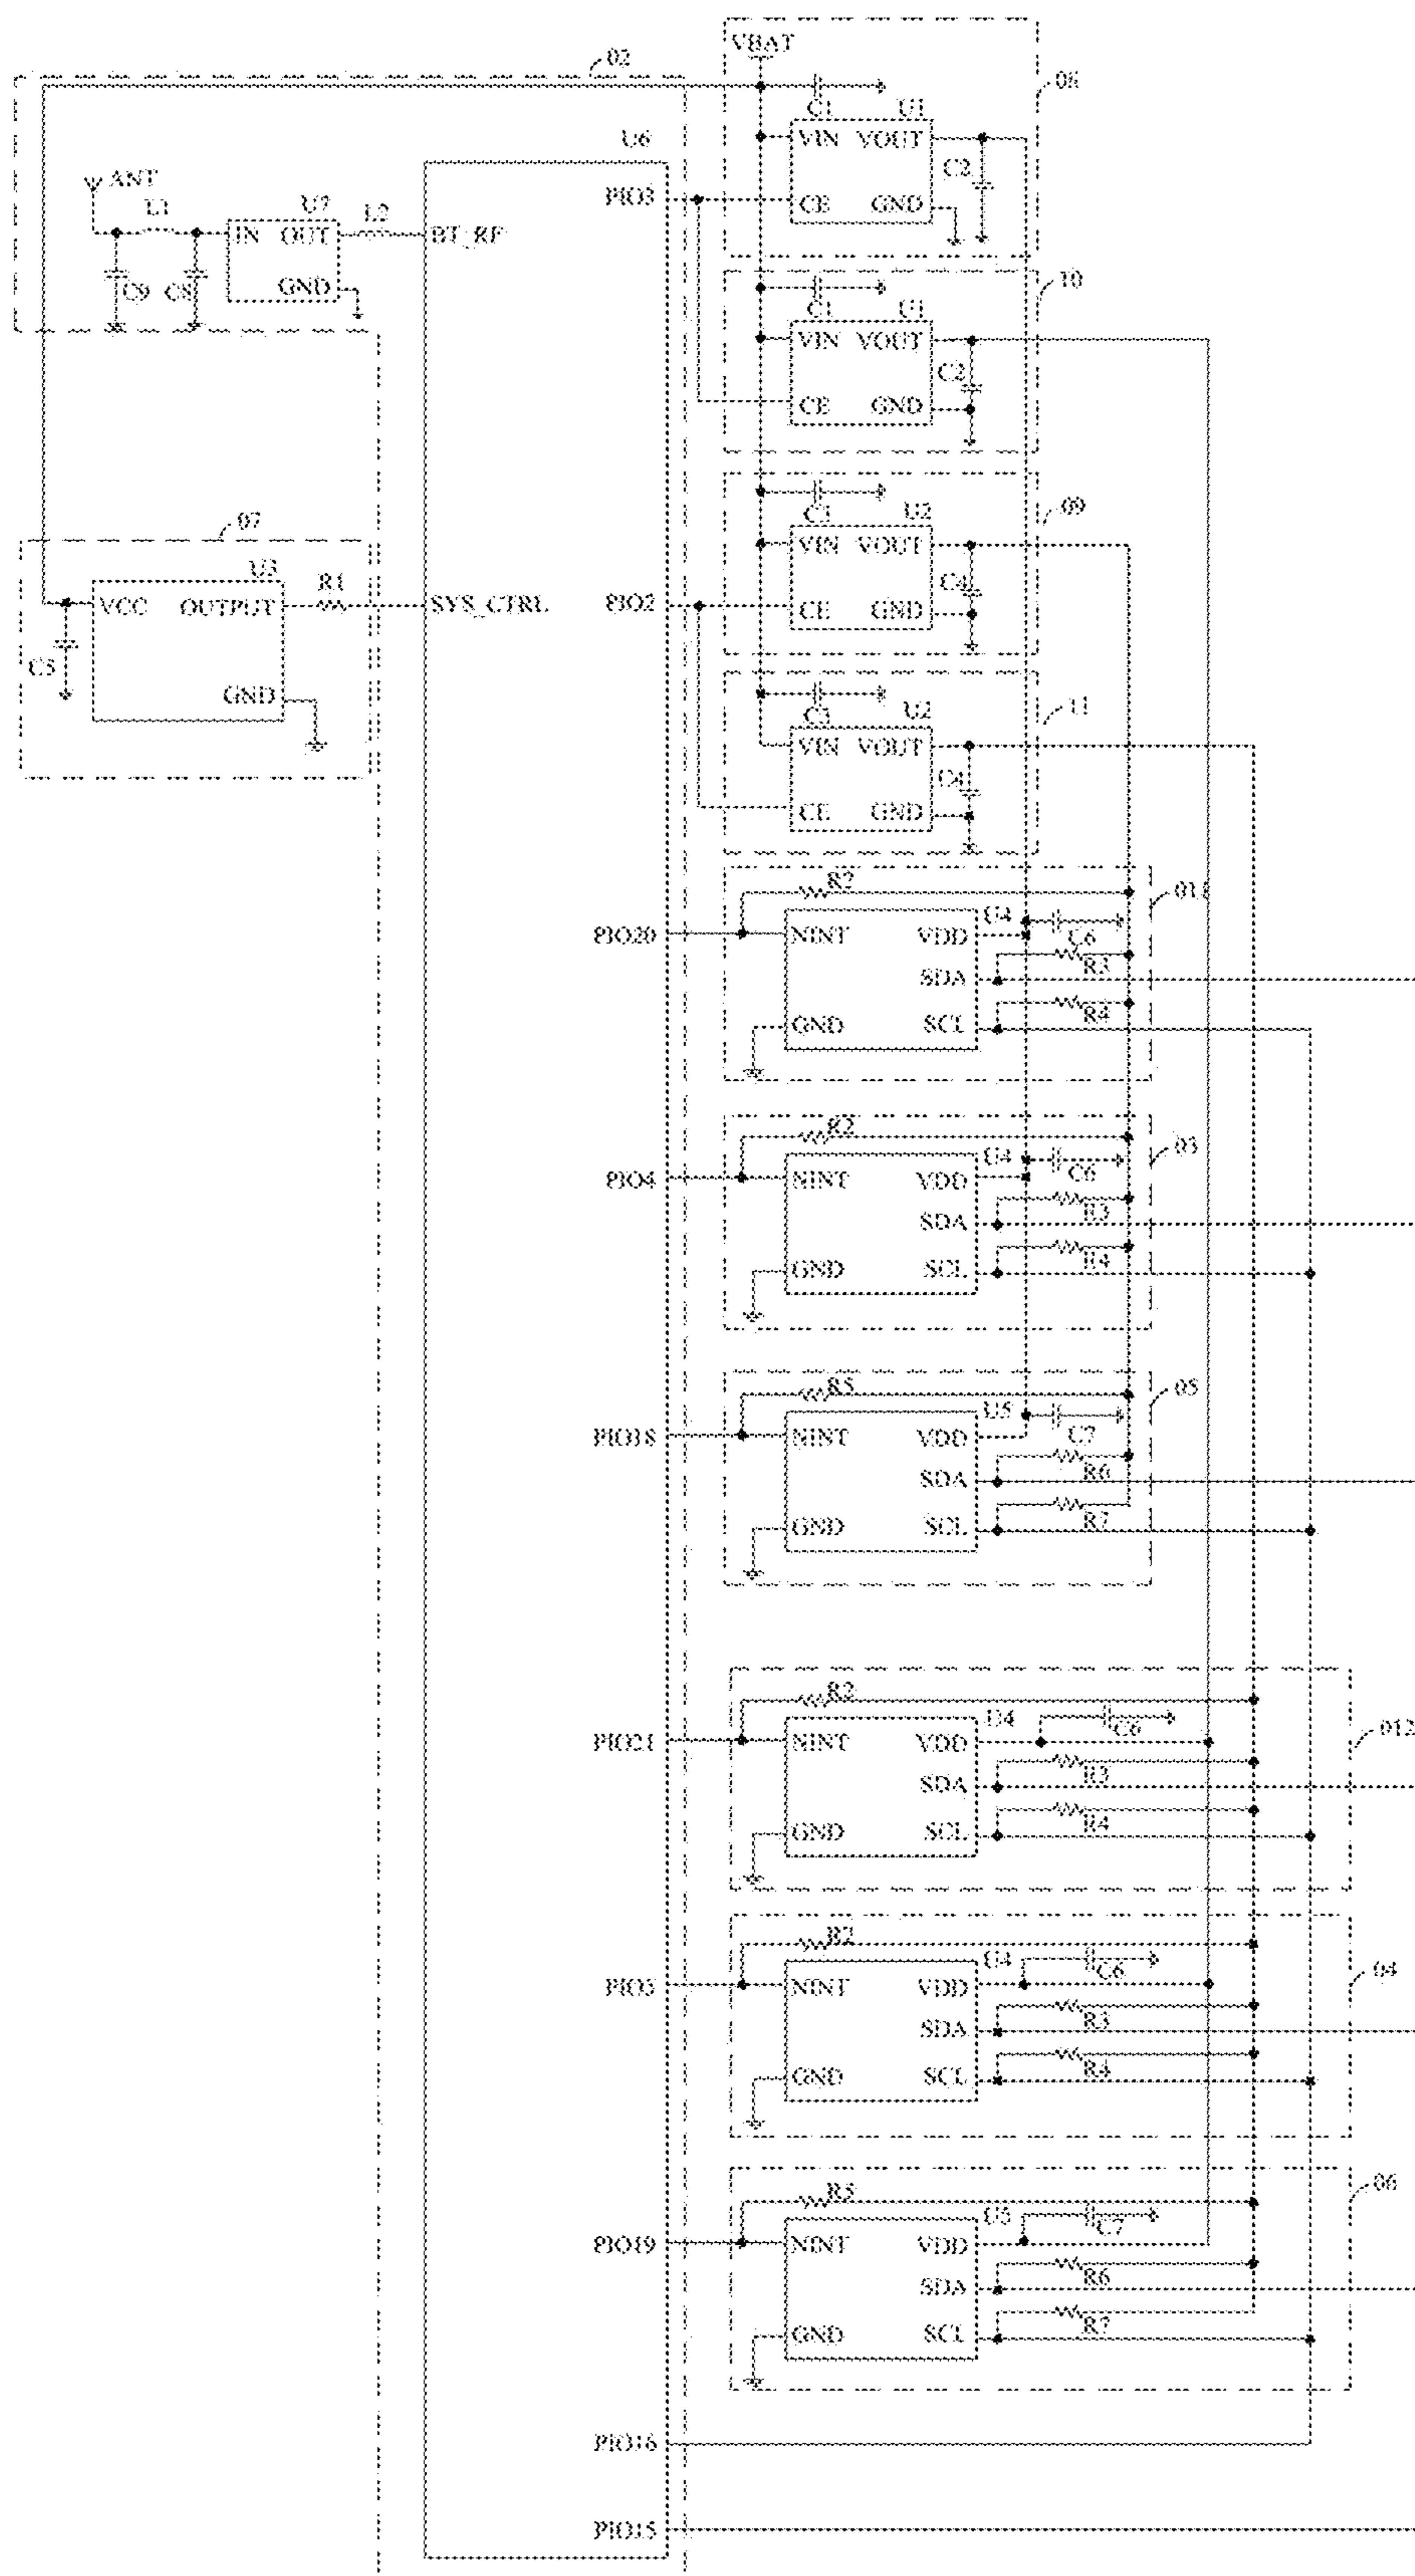 VBAT
02
08
C1
U1
U6
VIN VOUT
C2
PIO3
CE GND
ANT
L1
U7
L2
IN OUT
BT_RF
C9
C8
GND
10
C1
U1
VIN VOUT
C2
CE GND
09
C3
U2
07
VIN VOUT
U3
R1
C4
VCC OUTPUT
SYS_CTRL
PIO2
CE GND
C5
GND
11
C3
U2
VIN VOUT
C4
CE GND
R2
011
U4
PIO20
NINT VDD
C6
R3
SDA
R4
GND SCL
R2
03
U4
PIO4
NINT VDD
C6
R3
SDA
R4
GND SCL
R5
05
U5
PIO18
NINT VDD
C7
R6
SDA
R7
GND SCL
R2
U4
C6
012
PIO21
NINT VDD
R3
SDA
R4
GND SCL
R2
U4
C6
04
NINT VDD
R3
SDA
R4
GND SCL
R5
U5
C7
06
PIO19
NINT VDD
R6
SDA
R7
GND SCL
PIO16
PIO15